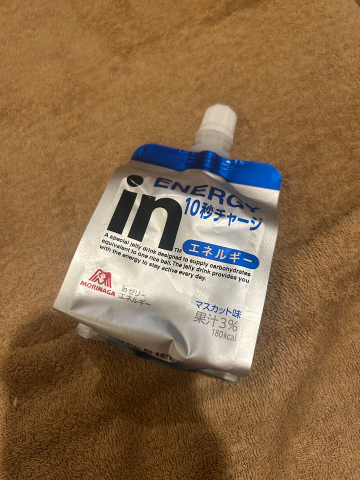 ENERGY
in
10秒チャージ
TM
エネルギー
A special jelly drink designed to supply carbohydrates
equivalent to one rice ball. The jelly drink provides you
with the energy to stay active every day.
MORINAGA
inゼリー
エネルギー
マスカット味
果汁3%
180kcal